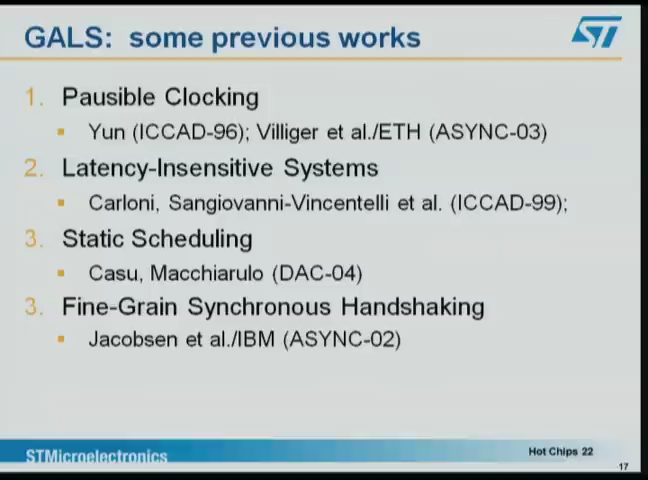 GALS: some previous works
ST
1. Pausible Clocking
▪ Yun (ICCAD-96); Villiger et al./ETH (ASYNC-03)
2. Latency-Insensitive Systems
▪ Carloni, Sangiovanni-Vincentelli et al. (ICCAD-99);
3. Static Scheduling
▪ Casu, Macchiarulo (DAC-04)
3. Fine-Grain Synchronous Handshaking
▪ Jacobsen et al./IBM (ASYNC-02)
STMicroelectronics
Hot Chips 22
17